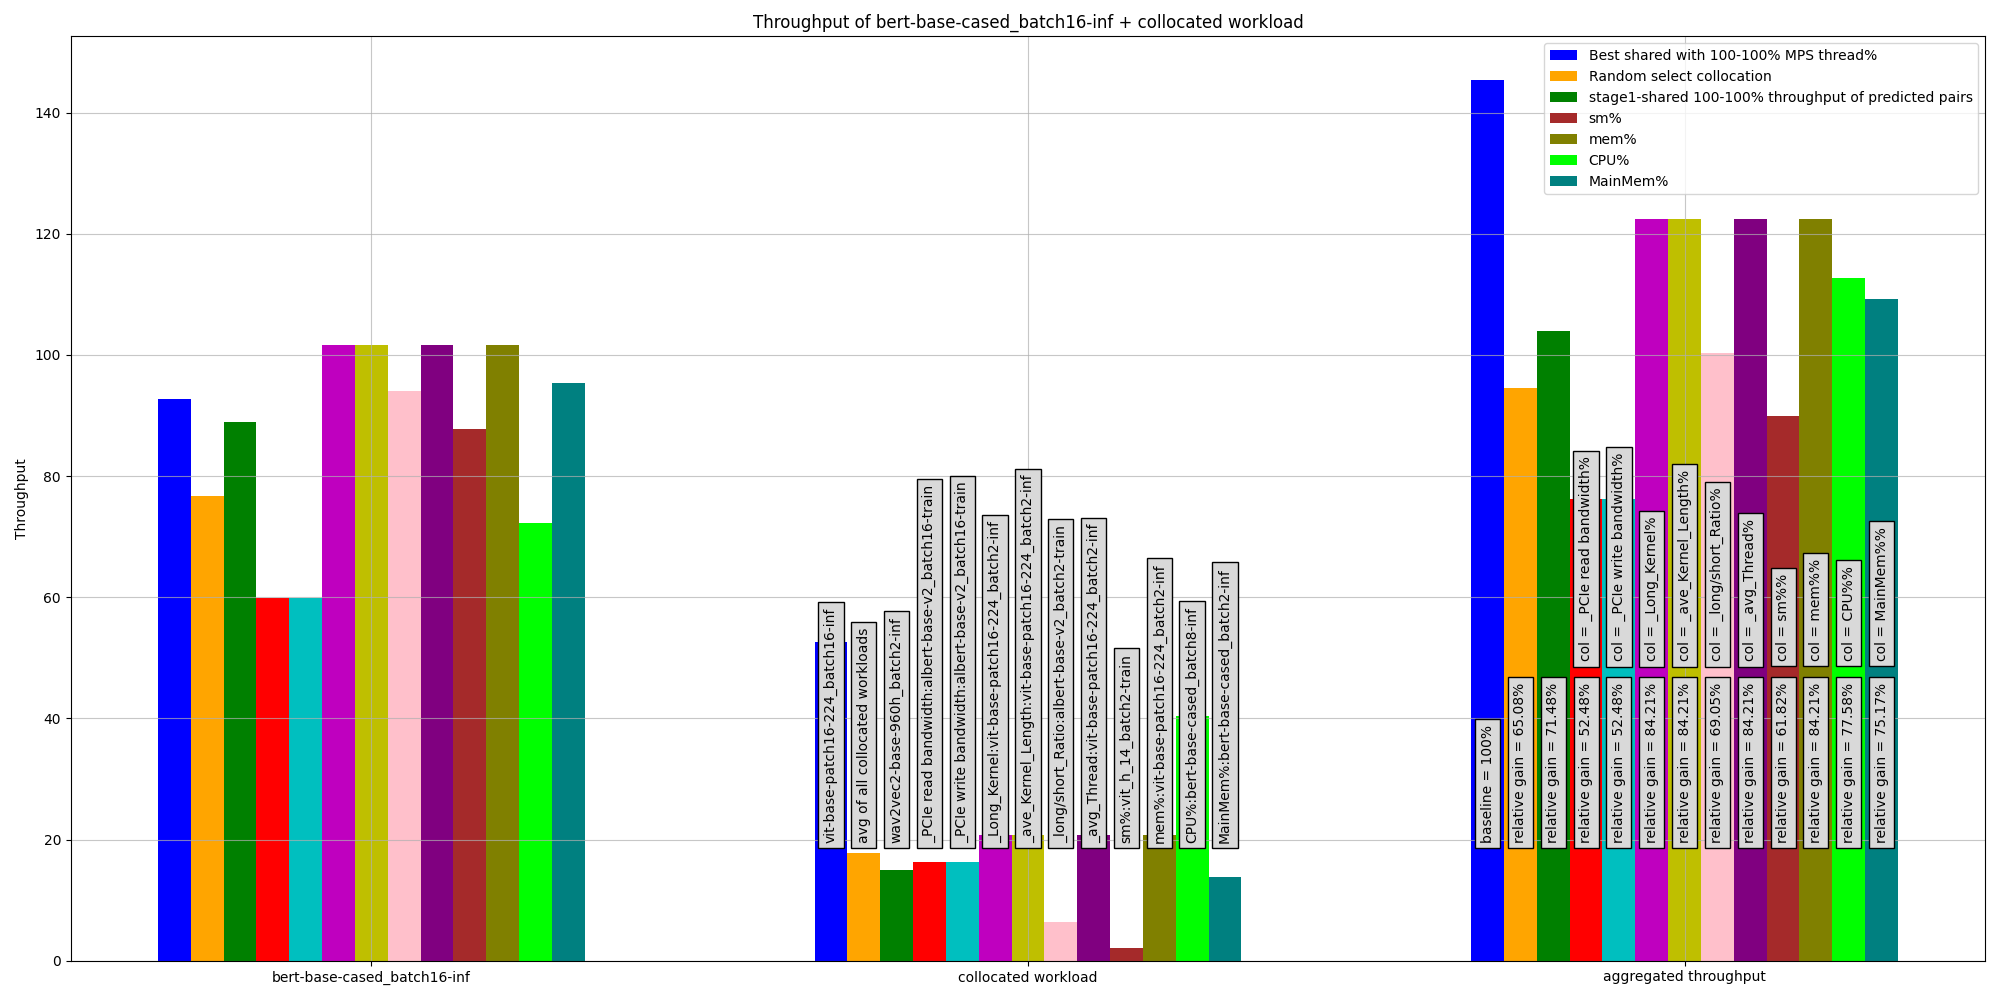 Throughput of bert-base-cased_batch16-inf + collocated workload
Best shared with 100-100% MPS thread%
Random select collocation
stage1-shared 100-100% throughput of predicted pairs
sm%
mem%
CPU%
MainMem%
Throughput
140
120
100
80
60
40
20
0
vit-base-patch16-224_batch16-inf
avg of all collocated workloads
wav2vec2-base-960h_batch2-inf
_PCIe read bandwidth:albert-base-v2_batch16-train
_PCIe write bandwidth:albert-base-v2_batch16-train
_Long_Kernel:vit-base-patch16-224_batch2-inf
_ave_Kernel_Length:vit-base-patch16-224_batch2-inf
_long/short_Ratio:albert-base-v2_batch2-train
_avg_Thread:vit-base-patch16-224_batch2-inf
sm%:vit_h_14_batch2-train
mem%:vit-base-patch16-224_batch2-inf
CPU%:bert-base-cased_batch8-inf
MainMem%:bert-base-cased_batch2-inf
col = _PCIe read bandwidth%
col = _PCIe write bandwidth%
col = _Long_Kernel%
col = _ave_Kernel_Length%
col = _long/short_Ratio%
col = _avg_Thread%
col = sm%%
col = mem%%
col = CPU%%
col = MainMem%%
baseline = 100%
relative gain = 65.08%
relative gain = 71.48%
relative gain = 52.48%
relative gain = 52.48%
relative gain = 84.21%
relative gain = 84.21%
relative gain = 69.05%
relative gain = 84.21%
relative gain = 61.82%
relative gain = 84.21%
relative gain = 77.58%
relative gain = 75.17%
bert-base-cased_batch16-inf
collocated workload
aggregated throughput